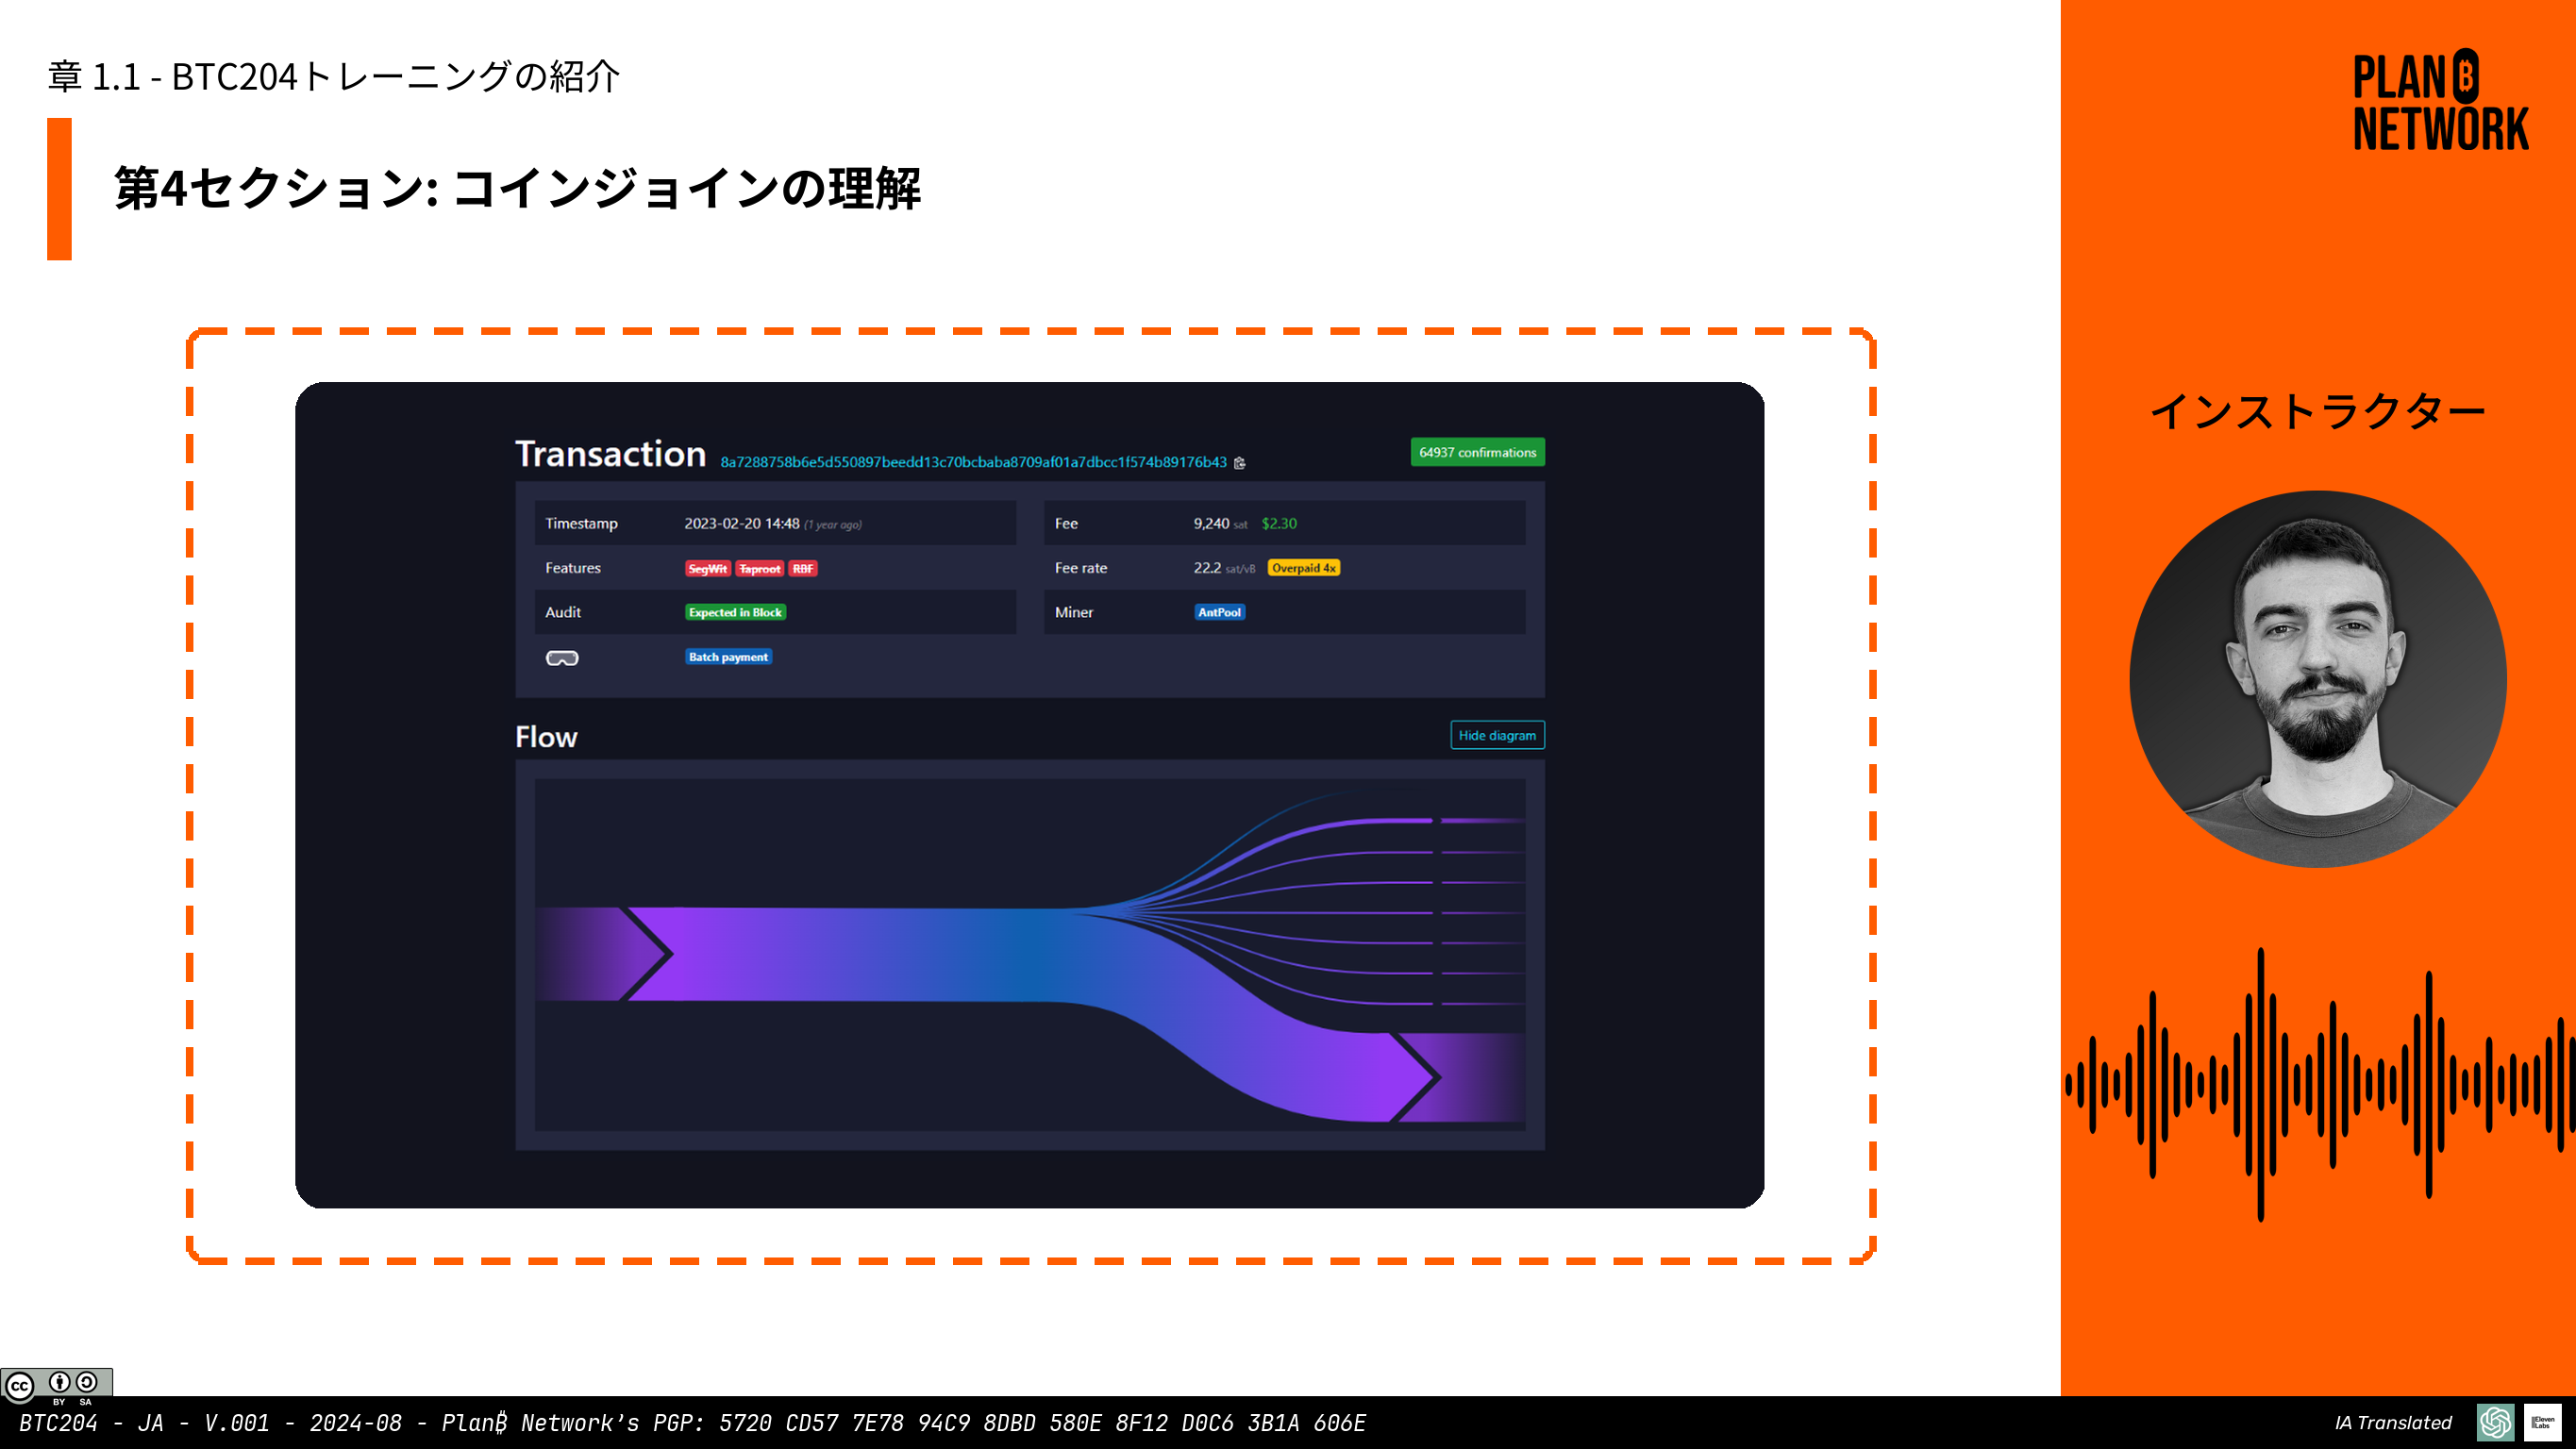 章 1.1 - BTC204トレーニングの紹介
第4セクション: コインジョインの理解
PLAN ₿
NETWORK
インストラクター
Transaction 8a7288758b6e5d550897beedd13c70bcbaba8709af01a7dbcc1f574b89176b43
64937 confirmations
Timestamp 2023-02-20 14:48 (1 year ago)
Fee 9,240 sat $2.30
Features SegWit Taproot RBF
Fee rate 22.2 sat/vB Overpaid 4x
Audit Expected in Block
Miner AntPool
Batch payment
Flow
Hide diagram
cc BY SA
BTC204 - JA - V.001 - 2024-08 - Plan₿ Network’s PGP: 5720 CD57 7E78 94C9 8DBD 580E 8F12 D0C6 3B1A 606E
IA Translated
IIElevenLabs